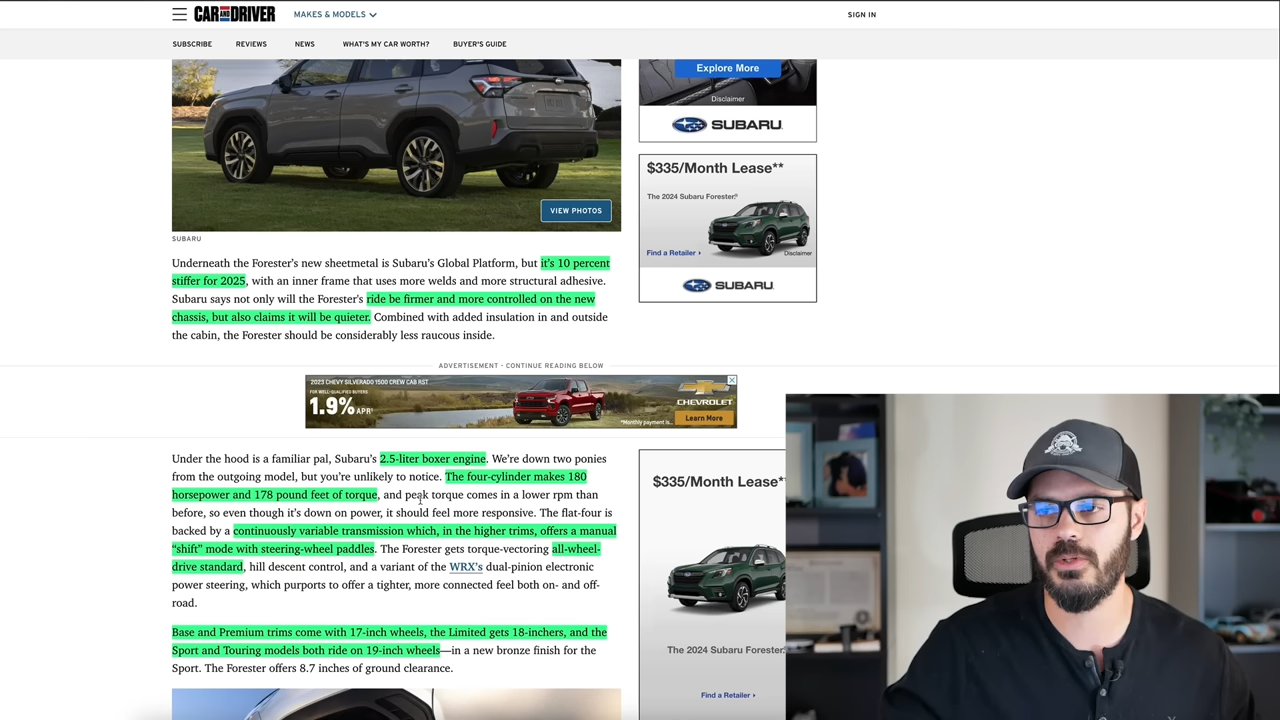 CAR AND DRIVER
MAKES & MODELS
SIGN IN
SUBSCRIBE
REVIEWS
NEWS
WHAT'S MY CAR WORTH?
BUYER'S GUIDE
Explore More
Disclaimer
SUBARU
$335/Month Lease**
The 2024 Subaru Forester.®
Find a Retailer
Disclaimer
SUBARU
VIEW PHOTOS
SUBARU
Underneath the Forester's new sheetmetal is Subaru's Global Platform, but it's 10 percent
stiffer for 2025, with an inner frame that uses more welds and more structural adhesive.
Subaru says not only will the Forester's ride be firmer and more controlled on the new
chassis, but also claims it will be quieter. Combined with added insulation in and outside
the cabin, the Forester should be considerably less raucous inside.
ADVERTISEMENT - CONTINUE READING BELOW
2023 CHEVY SILVERADO 1500 CREW CAB RST
FOR WELL-QUALIFIED BUYERS
1.9% APR
CHEVROLET
*Monthly payment is...
Learn More
Under the hood is a familiar pal, Subaru's 2.5-liter boxer engine. We're down two ponies
from the outgoing model, but you're unlikely to notice. The four-cylinder makes 180
horsepower and 178 pound feet of torque, and peak torque comes in a lower rpm than
before, so even though it's down on power, it should feel more responsive. The flat-four is
backed by a continuously variable transmission which, in the higher trims, offers a manual
“shift” mode with steering-wheel paddles. The Forester gets torque-vectoring all-wheel-
drive standard, hill descent control, and a variant of the WRX's dual-pinion electronic
power steering, which purports to offer a tighter, more connected feel both on- and off-
road.
Base and Premium trims come with 17-inch wheels, the Limited gets 18-inchers, and the
Sport and Touring models both ride on 19-inch wheels—in a new bronze finish for the
Sport. The Forester offers 8.7 inches of ground clearance.
$335/Month Lease*
The 2024 Subaru Forester.
Find a Retailer